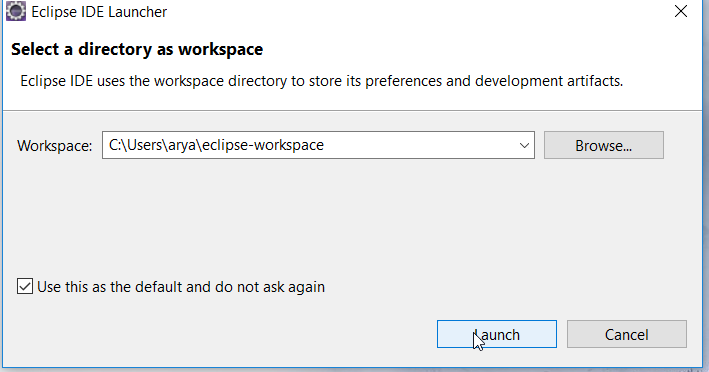 Eclipse IDE Launcher
Select a directory as workspace
Eclipse IDE uses the workspace directory to store its preferences and development artifacts.
Workspace: C:\Users\arya\eclipse-workspace Browse...
Use this as the default and do not ask again
Launch Cancel